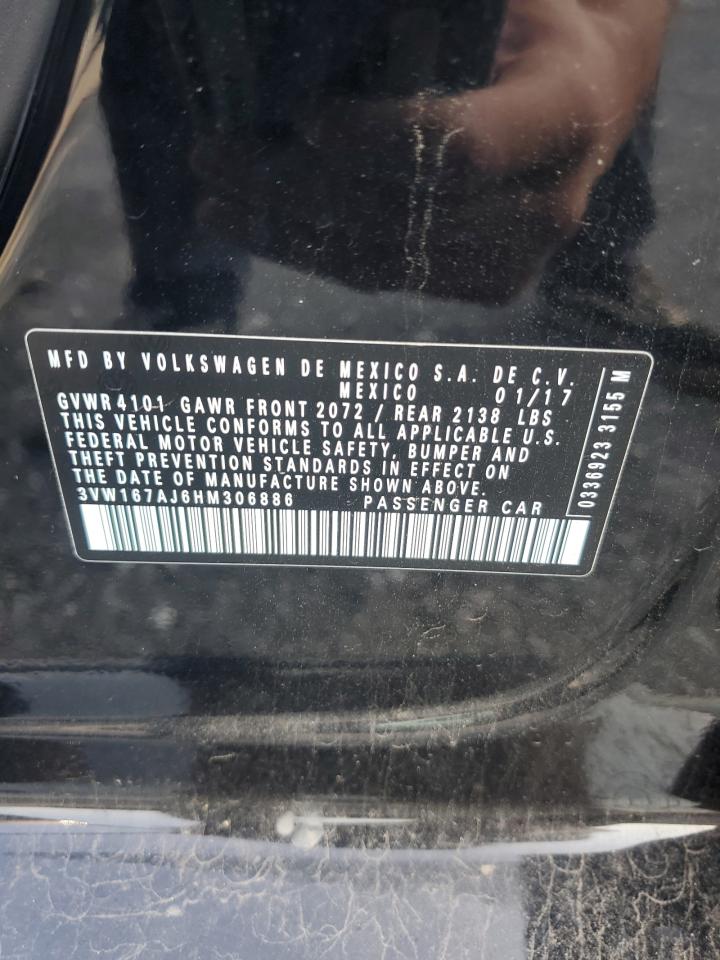 MFD BY VOLKSWAGEN DE MEXICO S.A. DE C.V.
MEXICO 01/17
GVWR 4101 GAWR FRONT 2072 / REAR 2138 LBS
THIS VEHICLE CONFORMS TO ALL APPLICABLE U.S.
FEDERAL MOTOR VEHICLE SAFETY, BUMPER AND
THEFT PREVENTION STANDARDS IN EFFECT ON
THE DATE OF MANUFACTURE SHOWN ABOVE.
3VW167AJ6HM306886 PASSENGER CAR
0336923 3155 M